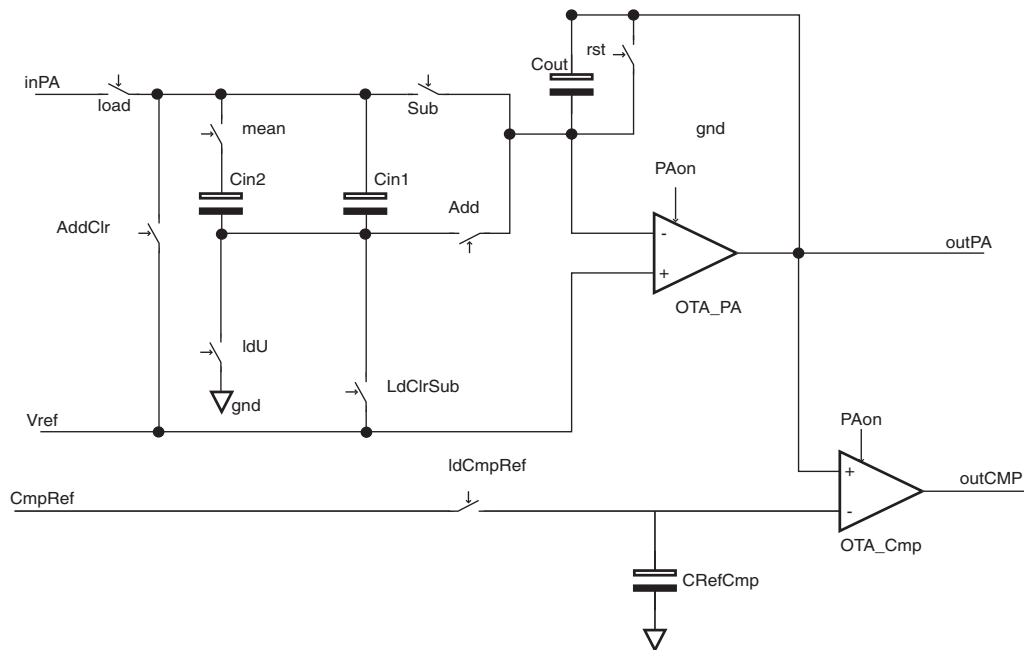 rst
Cout
inPA
load
Sub
mean
gnd
PAon
Cin2
Cin1
Add
AddClr
-
outPA
+
OTA_PA
ldU
LdClrSub
gnd
Vref
PAon
ldCmpRef
+
outCMP
CmpRef
-
OTA_Cmp
CRefCmp